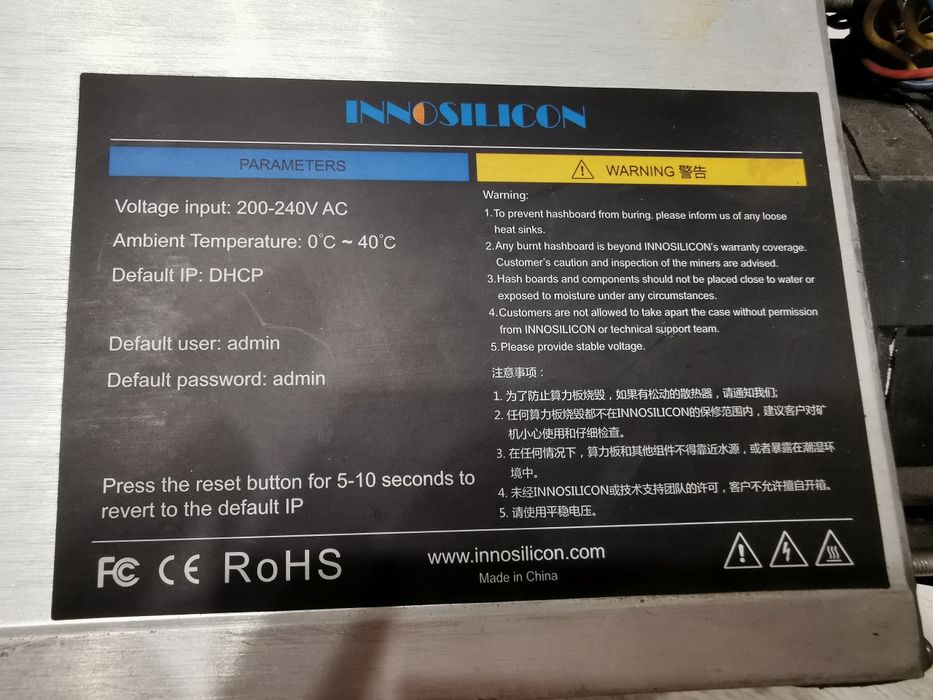 INNOSILICON
PARAMETERS
Voltage input: 200-240V AC
Ambient Temperature: 0°C ~ 40°C
Default IP: DHCP
Default user: admin
Default password: admin
Press the reset button for 5-10 seconds to
revert to the default IP
WARNING 警告
Warning:
1.To prevent hashboard from buring, please inform us of any loose
heat sinks.
2.Any burnt hashboard is beyond INNOSILICON's warranty coverage.
Customer's caution and inspection of the miners are advised.
3.Hash boards and components should not be placed close to water or
exposed to moisture under any circumstances.
4.Customers are not allowed to take apart the case without permission
from INNOSILICON or technical support team.
5.Please provide stable voltage.
注意事项：
1. 为了防止算力板烧毁，如果有松动的散热器，请通知我们;
2. 任何算力板烧毁都不在INNOSILICON的保修范围内，建议客户对矿
机小心使用和仔细检查。
3. 在任何情况下，算力板和其他组件不得靠近水源，或者暴露在潮湿环
境中。
4. 未经INNOSILICON或技术支持团队的许可，客户不允许擅自开箱。
5. 请使用平稳电压。
FC CE RoHS
www.innosilicon.com
Made in China